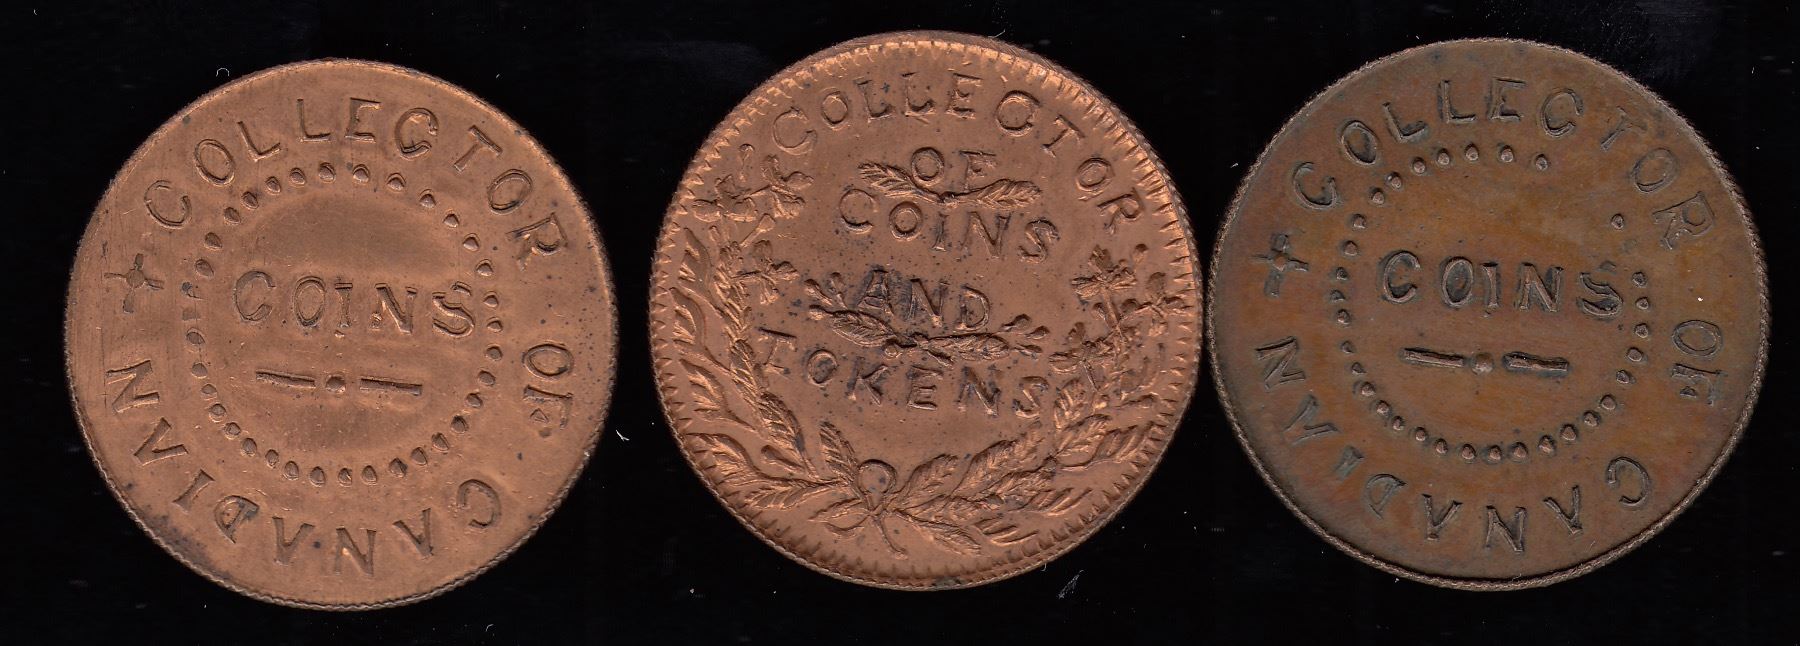 COLLECTOR OF CANADIAN
COINS
COLLECTOR
OF
COINS
AND
TOKENS
COLLECTOR OF CANADIAN
COINS